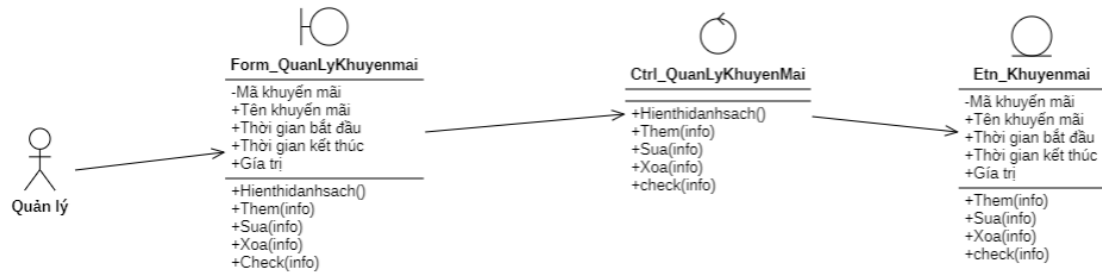 Quản lý
Form_QuanLyKhuyenmai
-Mã khuyến mãi
+Tên khuyến mãi
+Thời gian bắt đầu
+Thời gian kết thúc
+Gía trị
+Hienthidanhsach()
+Them(info)
+Sua(info)
+Xoa(info)
+Check(info)
Ctrl_QuanLyKhuyenMai
+Hienthidanhsach()
+Them(info)
+Sua(info)
+Xoa(info)
+check(info)
Etn_Khuyenmai
-Mã khuyến mãi
+Tên khuyến mãi
+Thời gian bắt đầu
+Thời gian kết thúc
+Gía trị
+Them(info)
+Sua(info)
+Xoa(info)
+check(info)